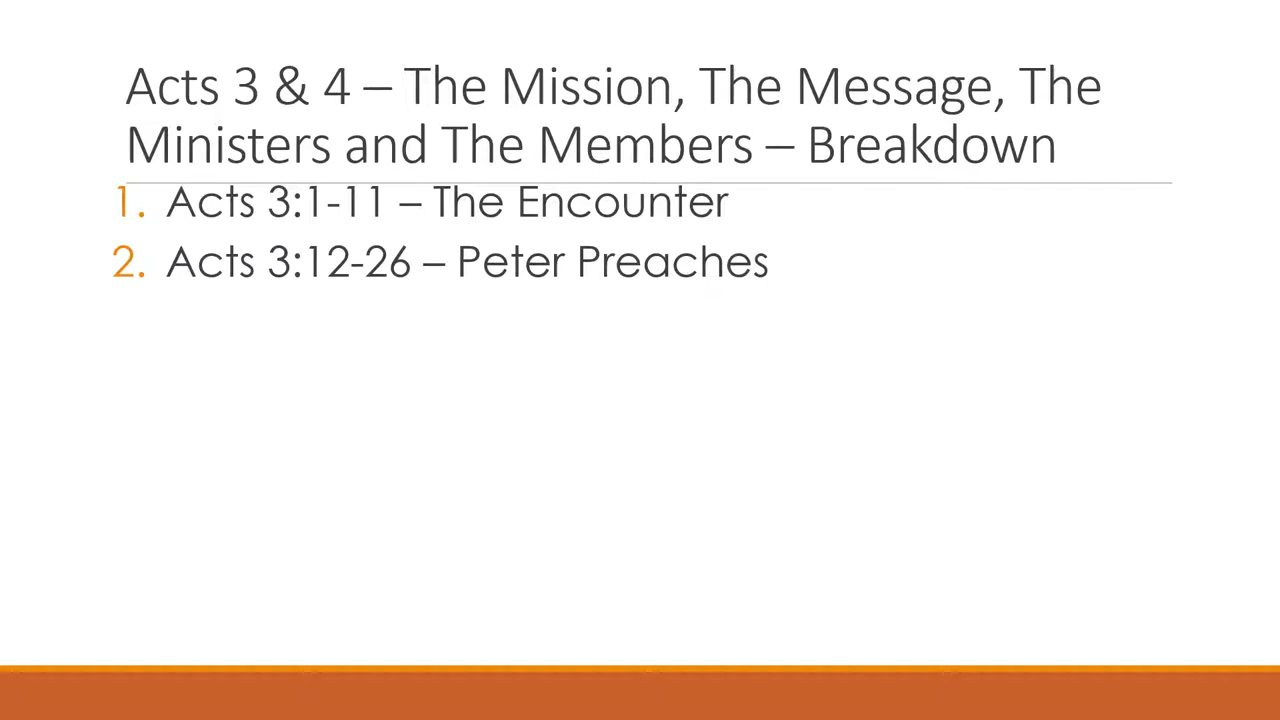 Acts 3 & 4 – The Mission, The Message, The
Ministers and The Members – Breakdown
1. Acts 3:1-11 – The Encounter
2. Acts 3:12-26 – Peter Preaches